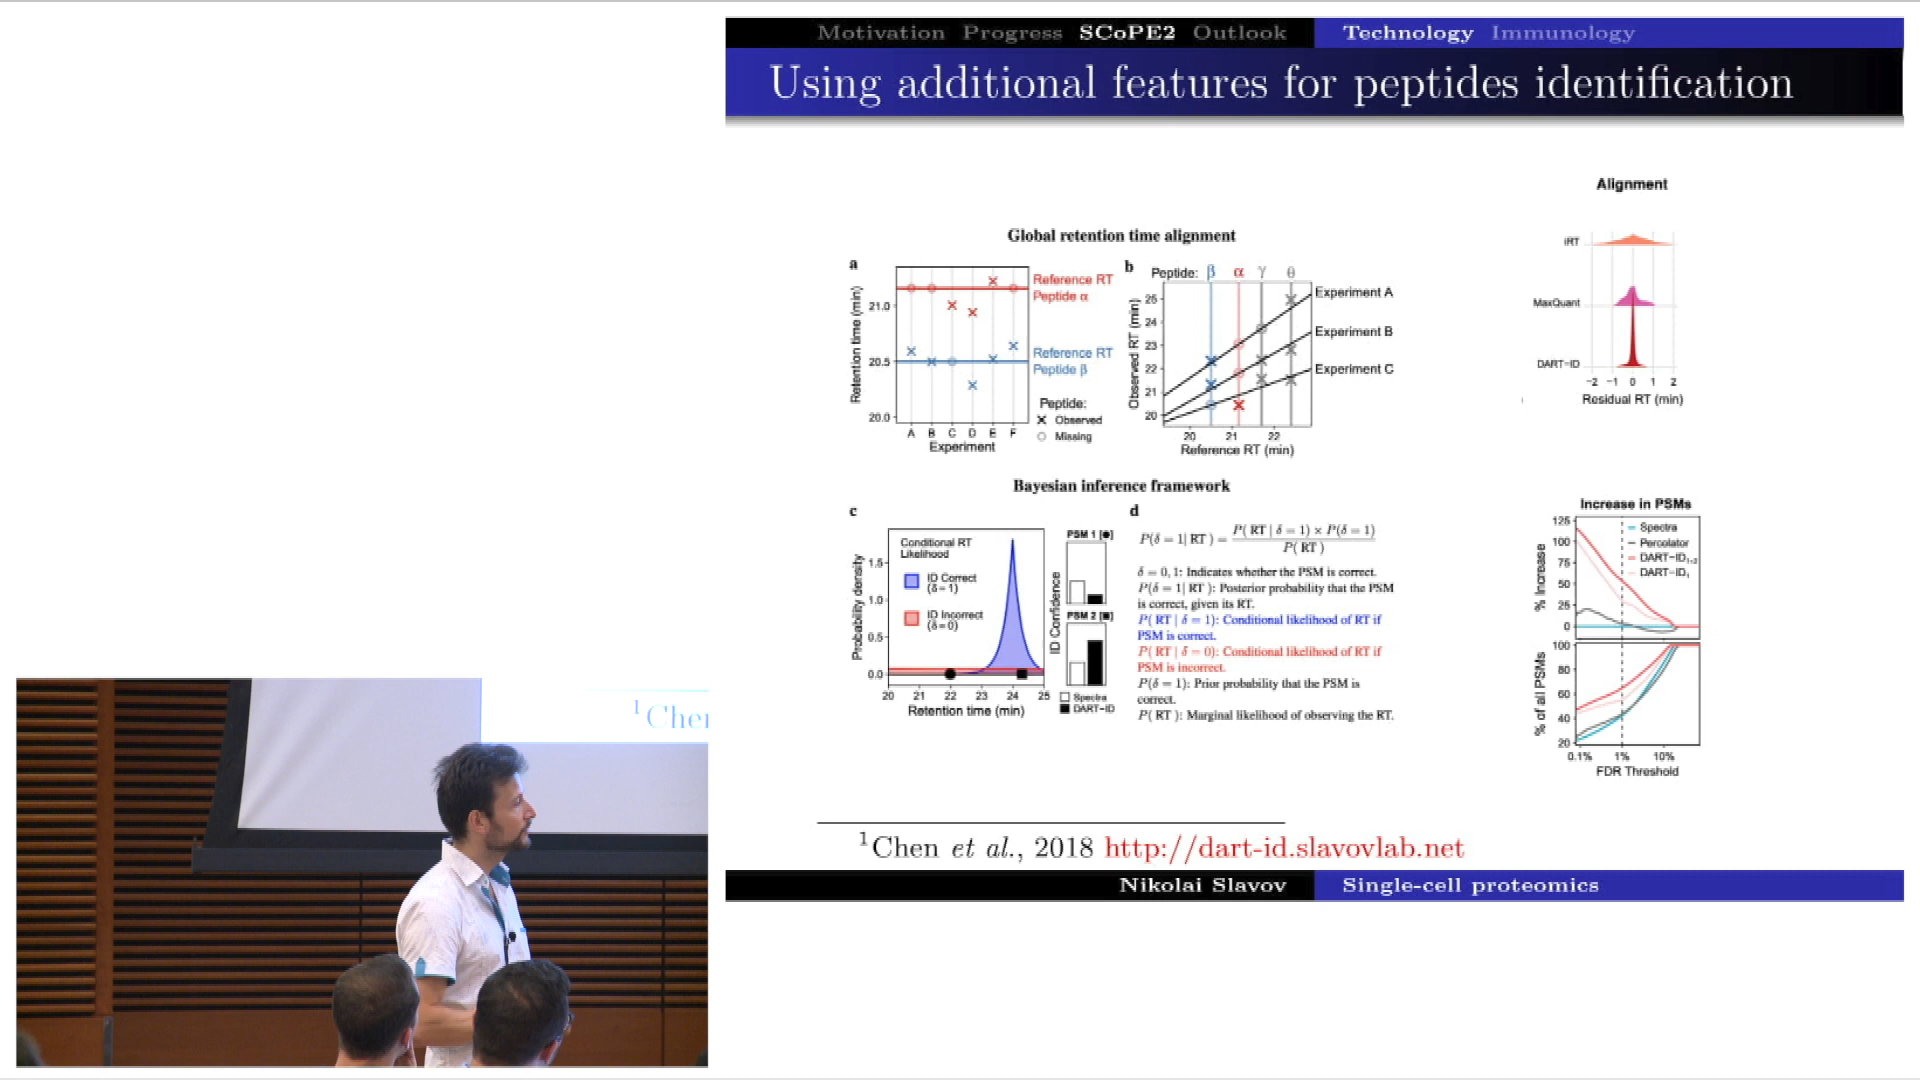 Motivation Progress SCoPE2 Outlook Technology Immunology
Using additional features for peptides identification
Global retention time alignment
a
Retention time (min)
21.0
20.5
20.0
A B C D E F
Experiment
Reference RT
Peptide α
Reference RT
Peptide β
Peptide:
× Observed
○ Missing
b
Peptide: β α γ θ
Observed RT (min)
25
24
23
22
21
20
20 21 22
Reference RT (min)
Experiment A
Experiment B
Experiment C
Bayesian inference framework
c
Probability density
1.5
1.0
0.5
0.0
20 21 22 23 24 25
Retention time (min)
Conditional RT
Likelihood
ID Correct
(δ=1)
ID Incorrect
(δ=0)
ID Confidence
PSM 1 [●]
PSM 2 [■]
Spectra
DART-ID
d
P(δ = 1| RT ) = P( RT | δ = 1) × P(δ = 1)
P( RT )
δ = 0, 1: Indicates whether the PSM is correct.
P(δ = 1| RT ): Posterior probability that the PSM
is correct, given its RT.
P( RT | δ = 1): Conditional likelihood of RT if
PSM is correct.
P( RT | δ = 0): Conditional likelihood of RT if
PSM is incorrect.
P(δ = 1): Prior probability that the PSM is
correct.
P( RT ): Marginal likelihood of observing the RT.
Alignment
iRT
MaxQuant
DART-ID
-2 -1 0 1 2
Residual RT (min)
Increase in PSMs
% Increase
125
100
75
50
25
0
Spectra
Percolator
DART-ID1+2
DART-ID1
% of all PSMs
100
80
60
40
20
0.1% 1% 10%
FDR Threshold
1Chen et al., 2018 http://dart-id.slavovlab.net
Nikolai Slavov Single-cell proteomics
1Cher